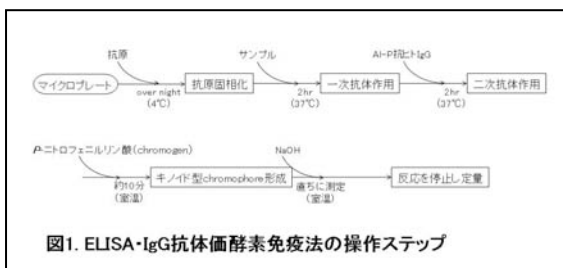 抗原 サンプル Al-P抗ヒトIgG
マイクロプレート 抗原固相化 一次抗体作用 二次抗体作用
over night 2hr 2hr
(4℃) (37℃) (37℃)
P-ニトロフェニルリン酸(chromogen) NaOH
キノイド型chromophore形成 反応を停止し定量
約10分 直ちに測定
(室温) (室温)
図1. ELISA・IgG抗体価酵素免疫法の操作ステップ